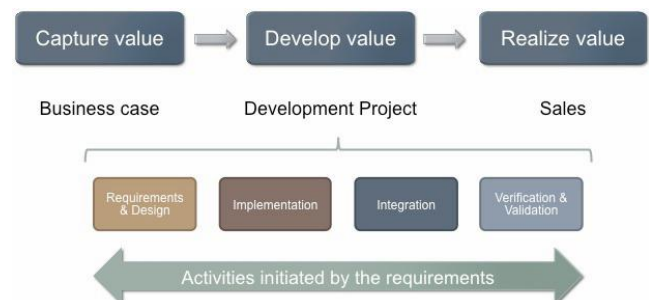 Capture value
Develop value
Realize value
Business case
Development Project
Sales
Requirements
& Design
Implementation
Integration
Verification &
Validation
Activities initiated by the requirements